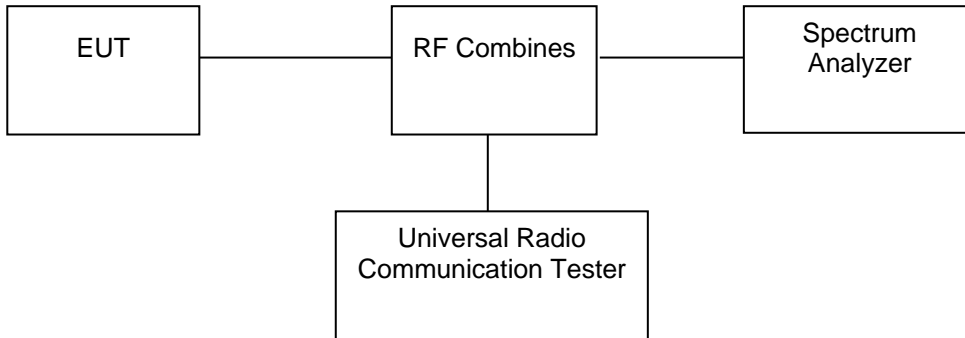 EUT
RF Combines
Spectrum
Analyzer
Universal Radio
Communication Tester